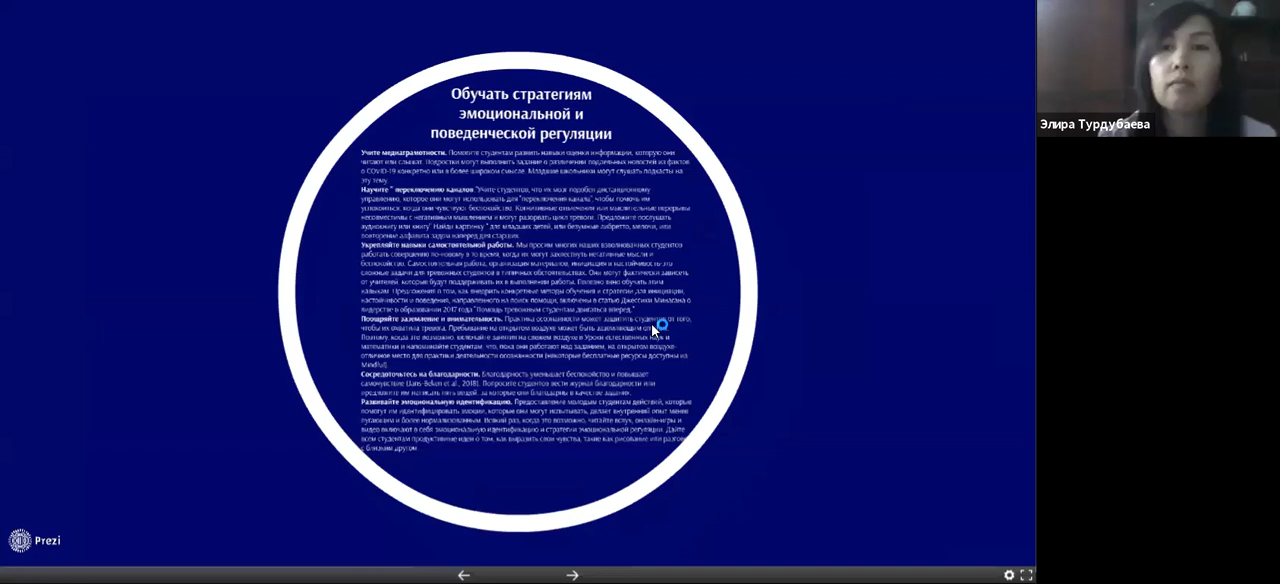 Обучать стратегиям
эмоциональной и
поведенческой регуляции
Учите медиаграмотности. Помогите студентам развить навыки оценки информации, которую они
читают или слышат. Подростки могут выполнить задание о различении поддельных новостей из фактов
о COVID-19 конкретно или в более широком смысле. Младшие школьники могут слушать подкасты на
эту тему.
Научите " переключению каналов "Учите студентов, что их мозг подобен дистанционному
управлению, которое они могут использовать для "переключения канала", чтобы помочь им
успокоиться, когда они чувствуют беспокойство. Когнитивные отвлечения или мыслительные перерывы
несовместимы с негативным мышлением и могут разорвать цикл тревоги. Предложите послушать
аудиокнигу или книгу" Найди картинку " для младших детей, или безумные либретто, мелочи, или
повторение алфавита задом наперед для старших.
Укрепляйте навыки самостоятельной работы. Мы просим многих наших взволнованных студентов
работать совершенно по-новому в то время, когда их могут захлестнуть негативные мысли и
беспокойство. Самостоятельная работа, организация материалов, инициация и настойчивость-это
сложные задачи для тревожных студентов в типичных обстоятельствах. Они могут фактически зависеть
от учителей, которые будут поддерживать их в выполнении работы. Полезно явно обучать этим
навыкам. Предложения о том, как внедрить конкретные методы обучения и стратегии для инициации,
настойчивости и поведения, направленного на поиск помощи, включены в статью Джессики Минаяна о
лидерстве в образовании 2017 года "Помощь тревожным студентам двигаться вперед."
Поощряйте заземление и внимательность. Практика осознанности может защитить студентов от того,
чтобы их охватила тревога. Пребывание на открытом воздухе может быть заземляющим
Поэтому, когда это возможно, включайте занятия на свежем воздухе в Уроки естественных наук и
математики и напоминайте студентам, что, пока они работают над заданием, на открытом воздухе-
отличное место для практики деятельности осознанности (некоторые бесплатные ресурсы доступны на
Mindful).
Сосредоточьтесь на благодарности. Благодарность уменьшает беспокойство и повышает
самочувствие (Jans-Beken et al., 2018). Попросите студентов вести журнал благодарности или
предложите им написать пять вещей, за которые они благодарны в качестве задания.
Развивайте эмоциональную идентификацию. Предоставление молодым студентам действий, которые
помогут им идентифицировать эмоции, которые они могут испытывать, делает внутренний опыт менее
пугающим и более нормализованным. Всякий раз, когда это возможно, читайте вслух, онлайн-игры и
видео включают в себя эмоциональную идентификацию и стратегии эмоциональной регуляции. Дайте
всем студентам продуктивные идеи о том, как выразить свои чувства, такие как рисование или разгово
с близким другом
Элира Турдубаева
Prezi